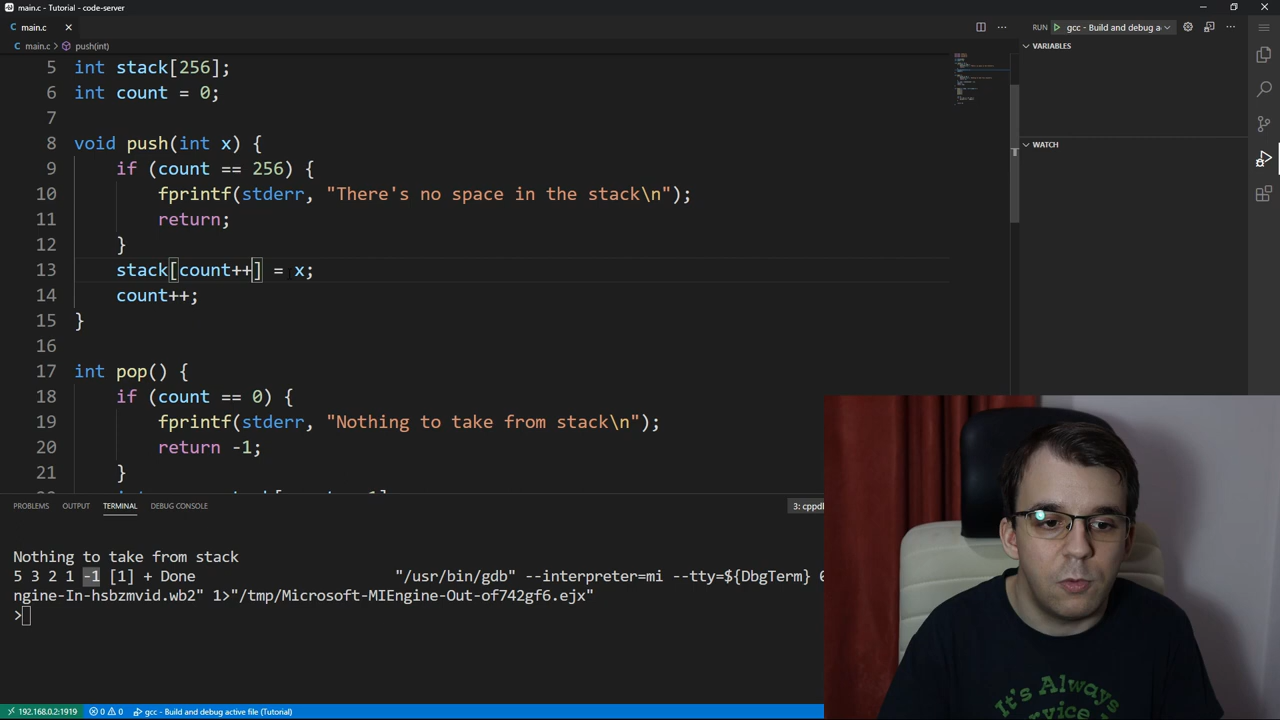 main.c - Tutorial - code-server
main.c
RUN gcc - Build and debug a
main.c > push(int)
VARIABLES
WATCH
5 int stack[256];
6 int count = 0;
7
8 void push(int x) {
9 if (count == 256) {
10 fprintf(stderr, "There's no space in the stack\n");
11 return;
12 }
13 stack[count++] = x;
14 count++;
15 }
16
17 int pop() {
18 if (count == 0) {
19 fprintf(stderr, "Nothing to take from stack\n");
20 return -1;
21 }
PROBLEMS OUTPUT TERMINAL DEBUG CONSOLE
3: cppd
Nothing to take from stack
5 3 2 1 -1 [1] + Done "/usr/bin/gdb" --interpreter=mi --tty=${DbgTerm} 0
ngine-In-hsbzmvid.wb2" 1>"/tmp/Microsoft-MIEngine-Out-of742gf6.ejx"
>
It's Always
192.168.0.2:1919 0 0 gcc - Build and debug active file (Tutorial)